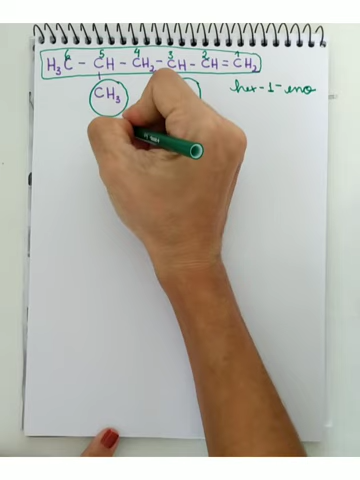 6 5 4 3 2 1
H₃C - CH - CH₂ - CH - CH = CH₂
CH₃ hex-1-eno